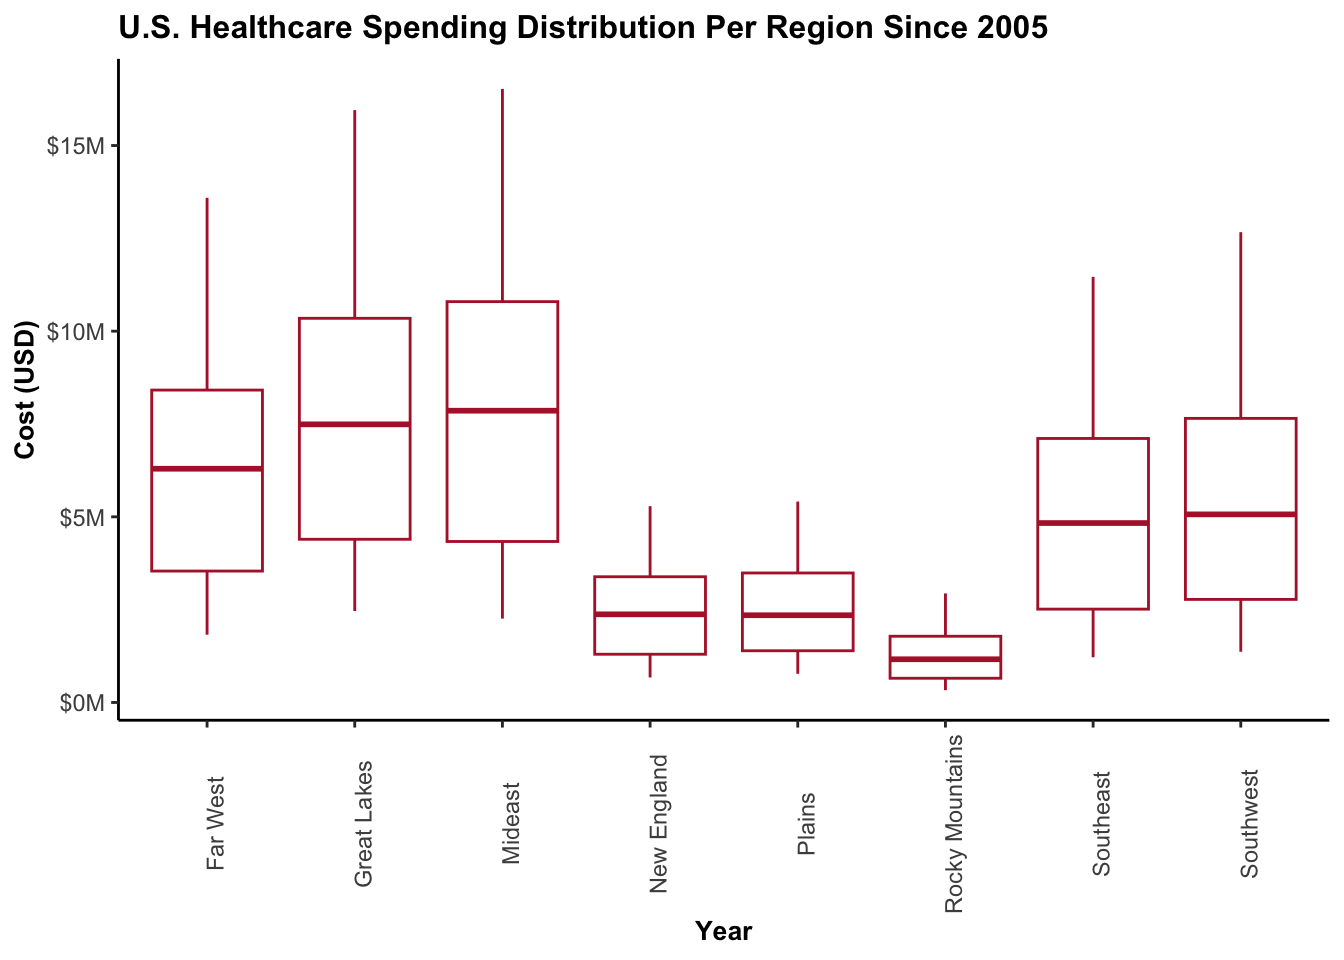 U.S. Healthcare Spending Distribution Per Region Since 2005
Cost (USD)
$15M
$10M
$5M
$0M
Far West
Great Lakes
Mideast
New England
Plains
Rocky Mountains
Southeast
Southwest
Year